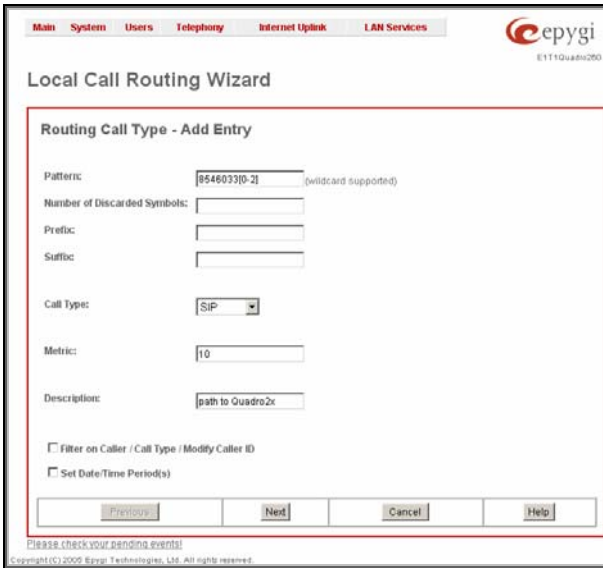 Main System Users Telephony Internet Uplink LAN Services
epygi
E1T1Quadro260
Local Call Routing Wizard
Routing Call Type - Add Entry
Pattern: 8546033[0-2] (wildcard supported)
Number of Discarded Symbols:
Prefix:
Suffix:
Call Type: SIP
Metric: 10
Description: path to Quadro2x
Filter on Caller / Call Type / Modify Caller ID
Set Date/Time Period(s)
Previous Next Cancel Help
Please check your pending events!
Copyright (C) 2005 Epygi Technologies, Ltd. All rights reserved.